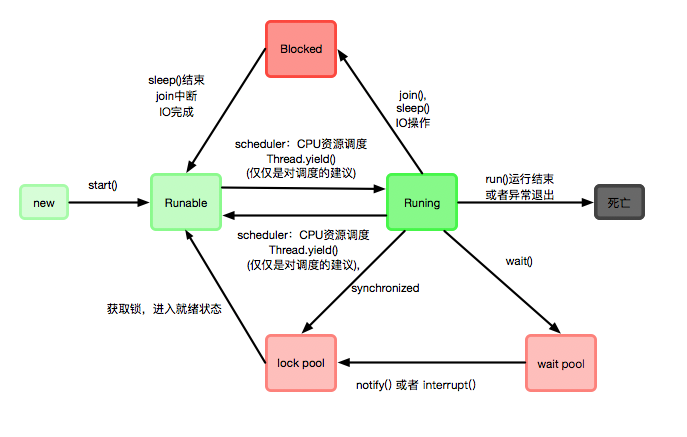 Blocked
sleep()结束
join中断
IO完成
join(),
sleep()
IO操作
scheduler：CPU资源调度
Thread.yield()
(仅仅是对调度的建议)
new
start()
Runable
Runing
run()运行结束
或者异常退出
死亡
scheduler：CPU资源调度
Thread.yield()
(仅仅是对调度的建议),
wait()
synchronized
获取锁，进入就绪状态
lock pool
wait pool
notify() 或者 interrupt()